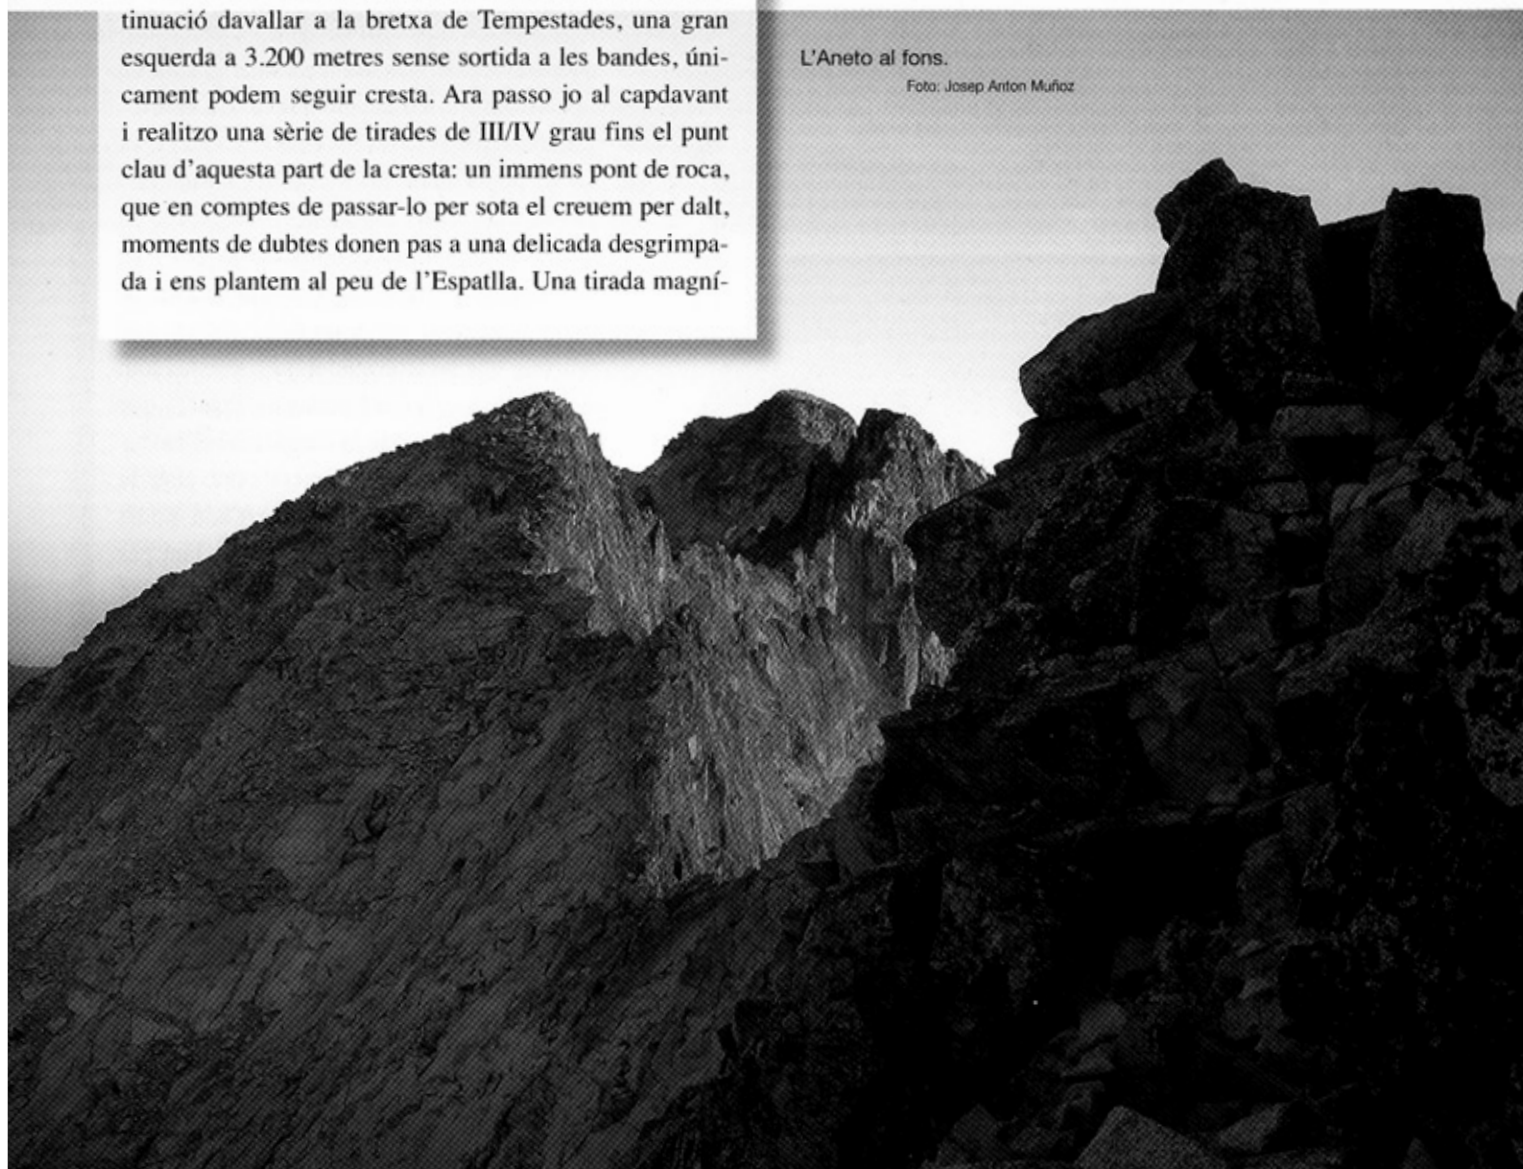 tinuació davallar a la bretxa de Tempestades, una gran
esquerda a 3.200 metres sense sortida a les bandes, úni-
cament podem seguir cresta. Ara passo jo al capdavant
i realitzo una sèrie de tirades de III/IV grau fins el punt
clau d'aquesta part de la cresta: un immens pont de roca,
que en comptes de passar-lo per sota el creuem per dalt,
moments de dubtes donen pas a una delicada desgrimpa-
da i ens plantem al peu de l'Espatlla. Una tirada magní-
L'Aneto al fons.
Foto: Josep Anton Muñoz